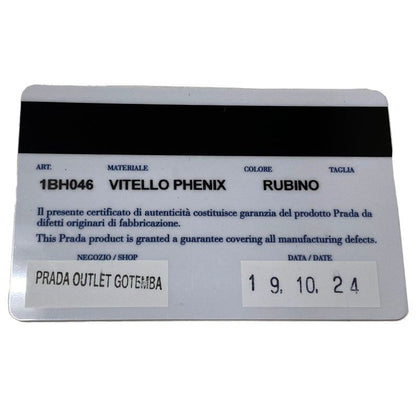 ART. MATERIALE COLORE TAGLIA
1BH046 VITELLO PHENIX RUBINO
Il presente certificato di autenticità costituisce garanzia del prodotto Prada da
difetti originari di fabbricazione.
This Prada product is granted a guarantee covering all manufacturing defects.
NEGOZIO / SHOP DATA / DATE
PRADA OUTLET GOTEMBA 19. 10. 24